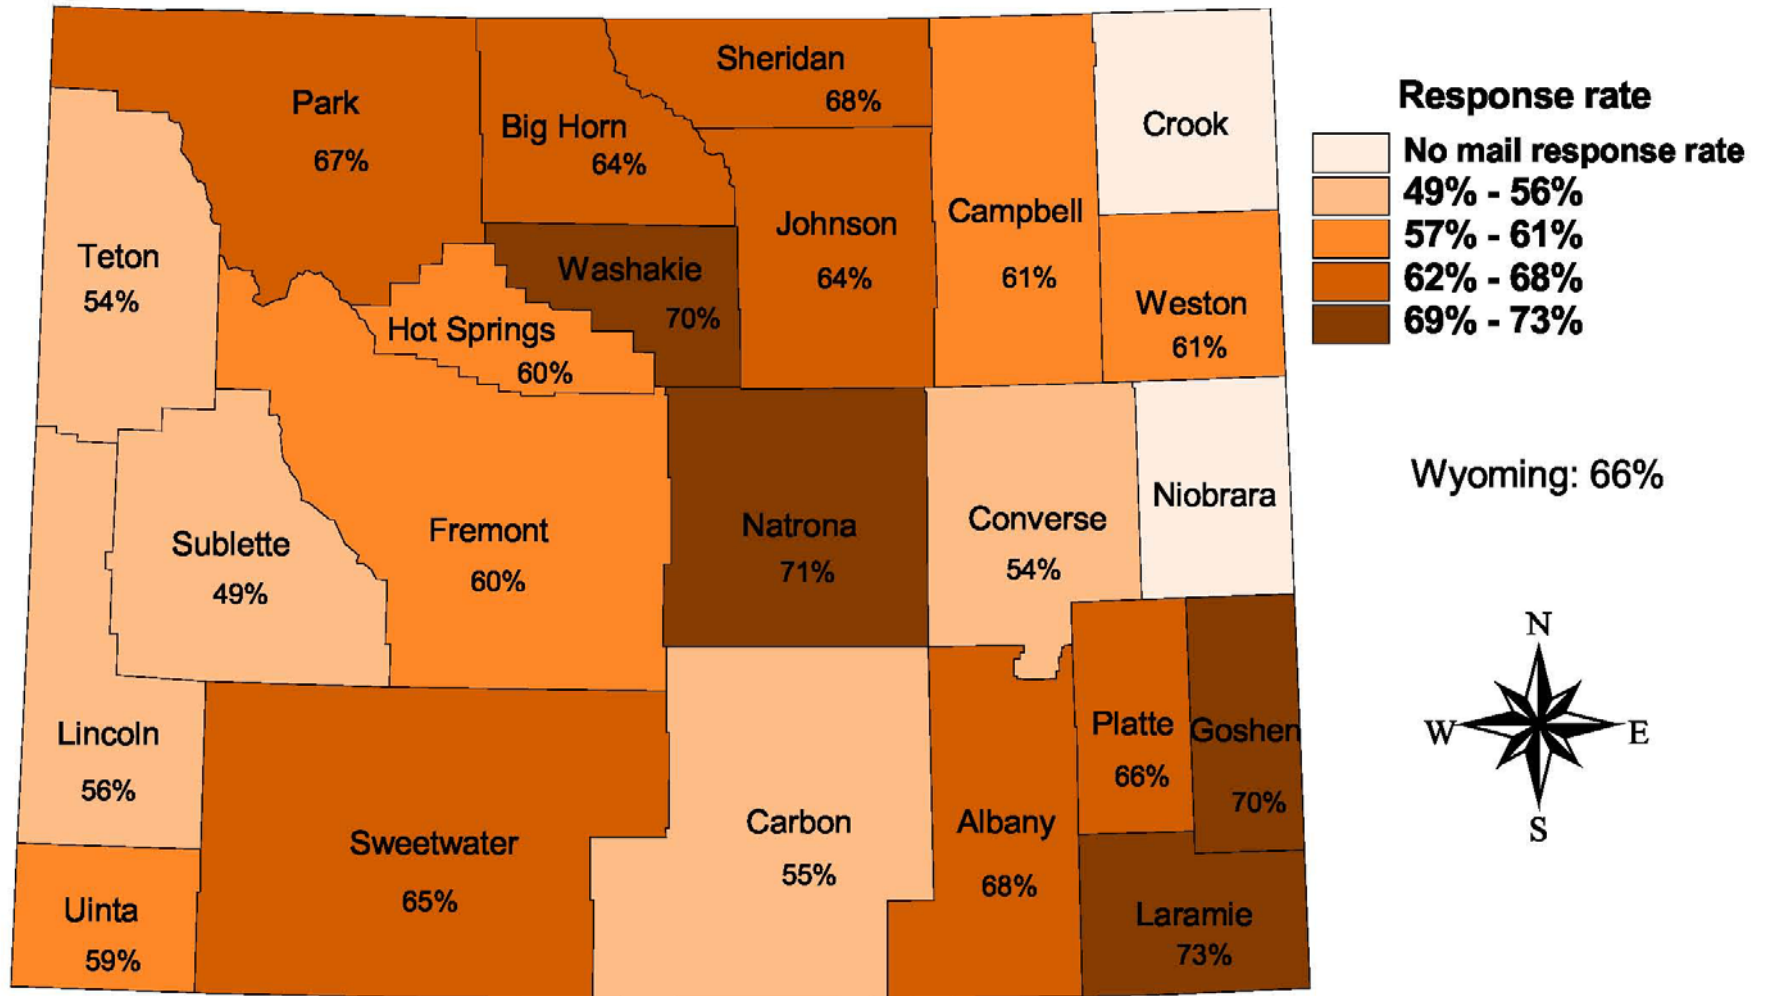 Sheridan
68%
Park
67%
Big Horn
64%
Crook
Response rate
No mail response rate
49% - 56%
57% - 61%
62% - 68%
69% - 73%
Johnson
64%
Campbell
61%
Teton
54%
Washakie
70%
Weston
61%
Hot Springs
60%
Wyoming: 66%
Niobrara
Converse
54%
Natrona
71%
Fremont
60%
Sublette
49%
N
W
E
S
Platte
66%
Goshen
70%
Lincoln
56%
Carbon
55%
Albany
68%
Sweetwater
65%
Uinta
59%
Laramie
73%